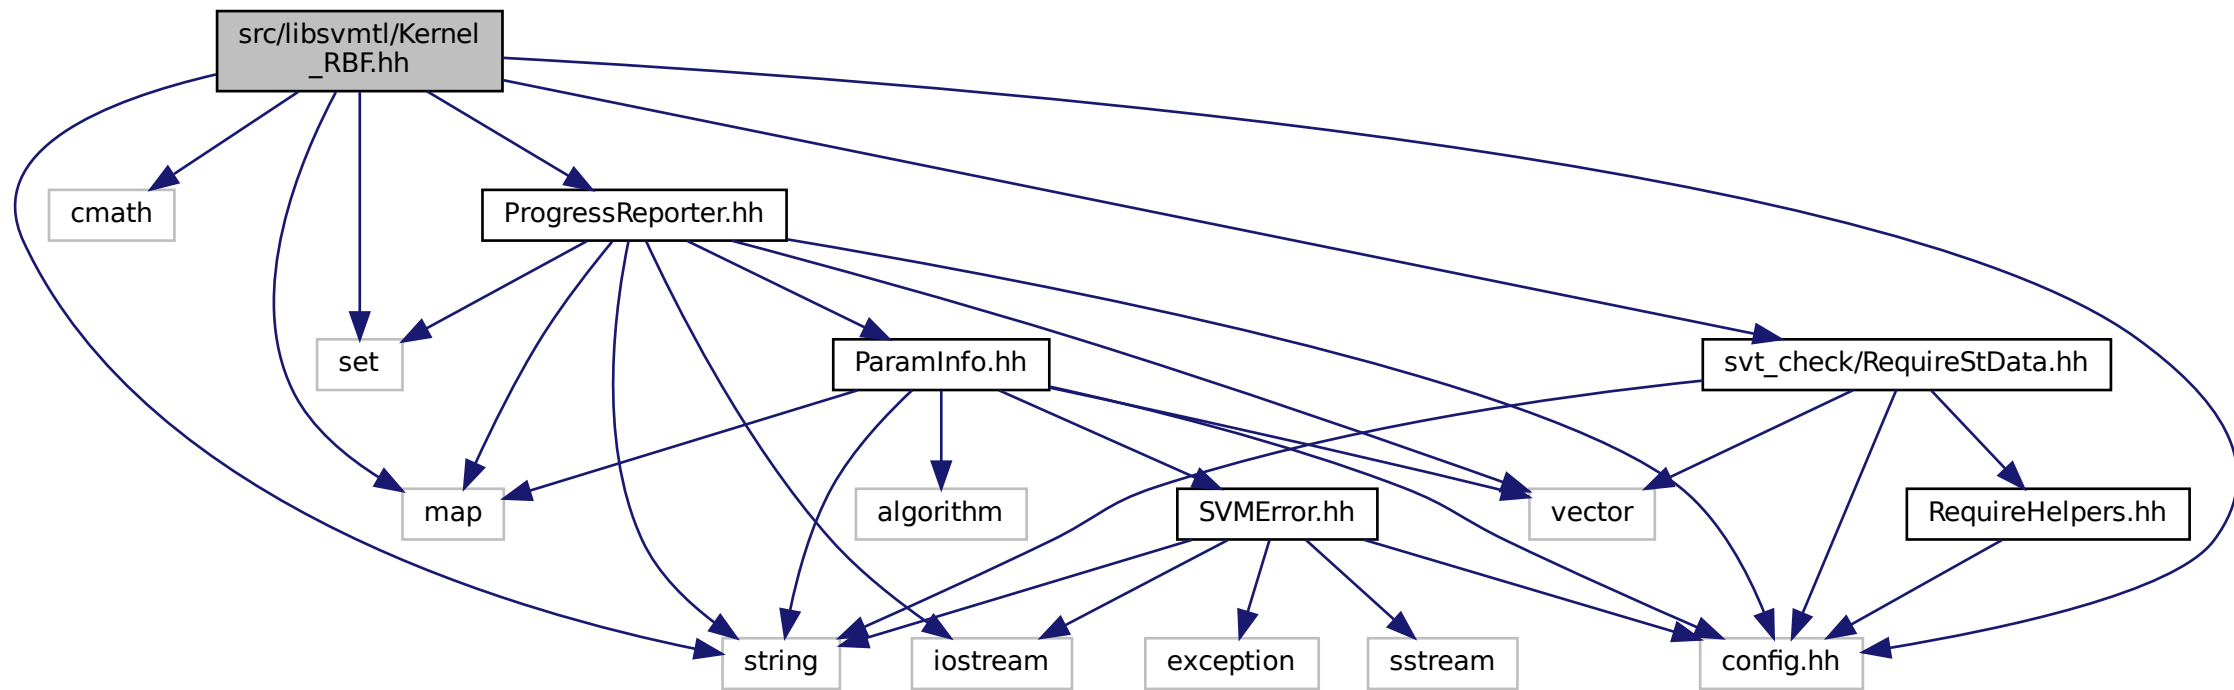 src/libsvmtl/Kernel
_RBF.hh
cmath
ProgressReporter.hh
set
ParamInfo.hh
svt_check/RequireStData.hh
map
algorithm
SVMError.hh
vector
RequireHelpers.hh
string
iostream
exception
sstream
config.hh